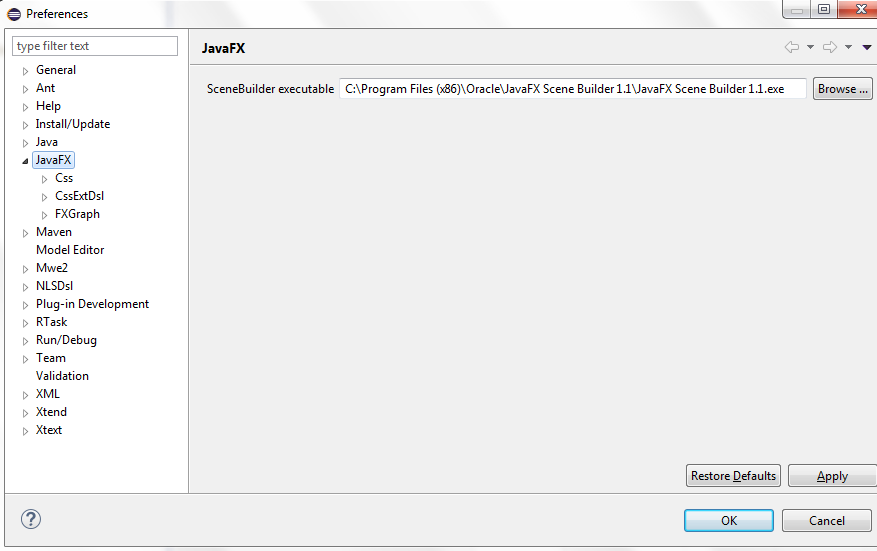 Preferences
type filter text
General
Ant
Help
Install/Update
Java
JavaFX
Css
CssExtDsl
FXGraph
Maven
Model Editor
Mwe2
NLSDsl
Plug-in Development
RTask
Run/Debug
Team
Validation
XML
Xtend
Xtext
JavaFX
SceneBuilder executable C:\Program Files (x86)\Oracle\JavaFX Scene Builder 1.1\JavaFX Scene Builder 1.1.exe Browse ...
Restore Defaults Apply
OK Cancel